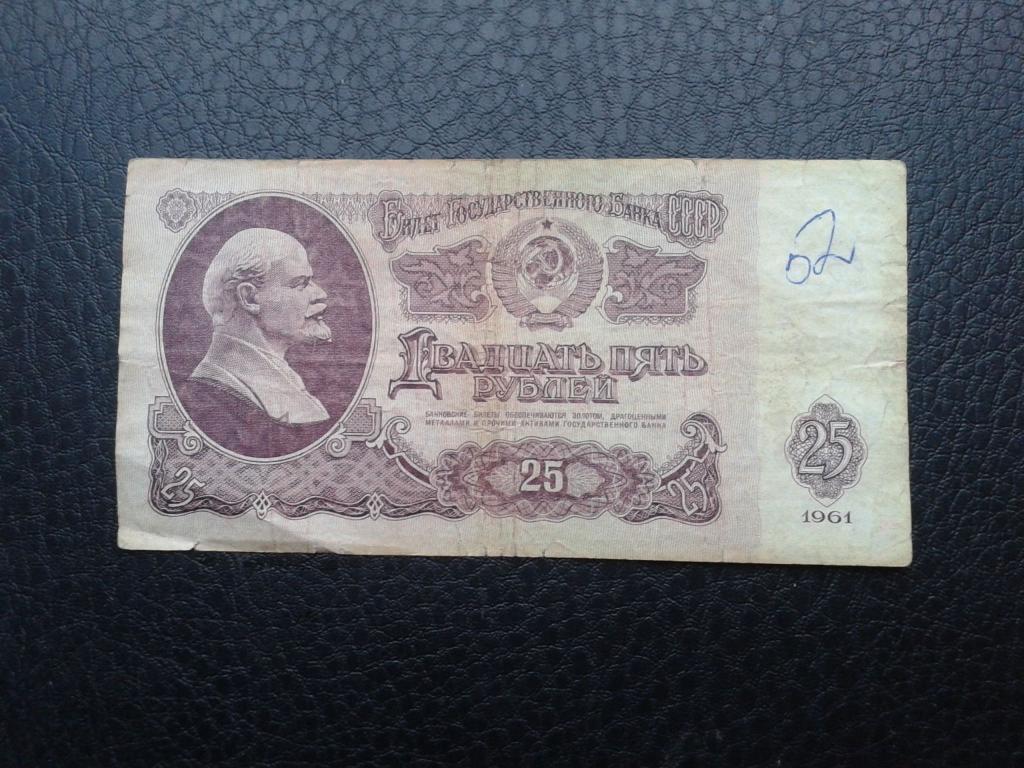 Билет Государственного Банка СССР
52
Двадцать пять
рублей
Банковские билеты обеспечиваются золотом, драгоценными
металлами и прочими активами Государственного банка
25
25
25
25
1961